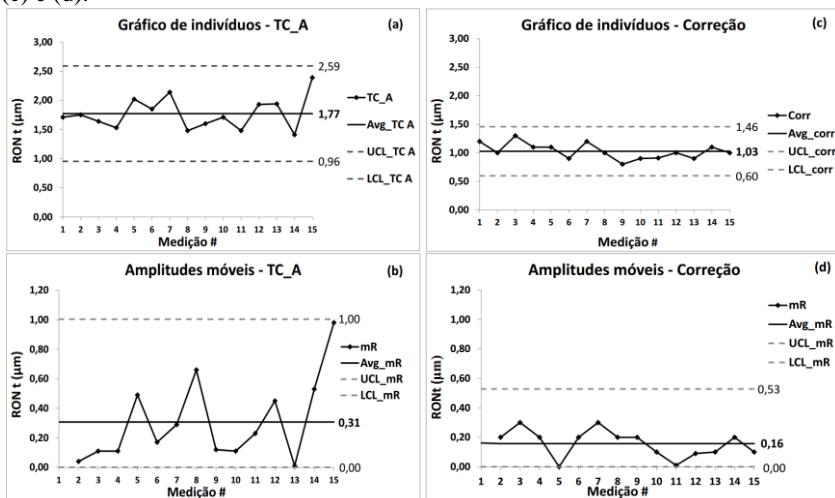 (c) e (d).
Gráfico de indivíduos - TC_A
(a)
RON t (µm)
3,00
2,50
2,00
1,50
1,00
0,50
0,00
2,59
1,77
0,96
TC_A
Avg_TC A
UCL_TC A
LCL_TC A
1 2 3 4 5 6 7 8 9 10 11 12 13 14 15
Medição #
Gráfico de indivíduos - Correção
(c)
RON t (µm)
3,00
2,50
2,00
1,50
1,00
0,50
0,00
1,46
1,03
0,60
Corr
Avg_corr
UCL_corr
LCL_corr
1 2 3 4 5 6 7 8 9 10 11 12 13 14 15
Medição #
Amplitudes móveis - TC_A
(b)
RON t (µm)
1,20
1,00
0,80
0,60
0,40
0,20
0,00
1,00
0,31
0,00
mR
Avg_mR
UCL_mR
LCL_mR
1 2 3 4 5 6 7 8 9 10 11 12 13 14 15
Medição #
Amplitudes móveis - Correção
(d)
RONt (µm)
1,20
1,00
0,80
0,60
0,40
0,20
0,00
0,53
0,16
0,00
mR
Avg_mR
UCL_mR
LCL_mR
1 2 3 4 5 6 7 8 9 10 11 12 13 14 15
Medição #